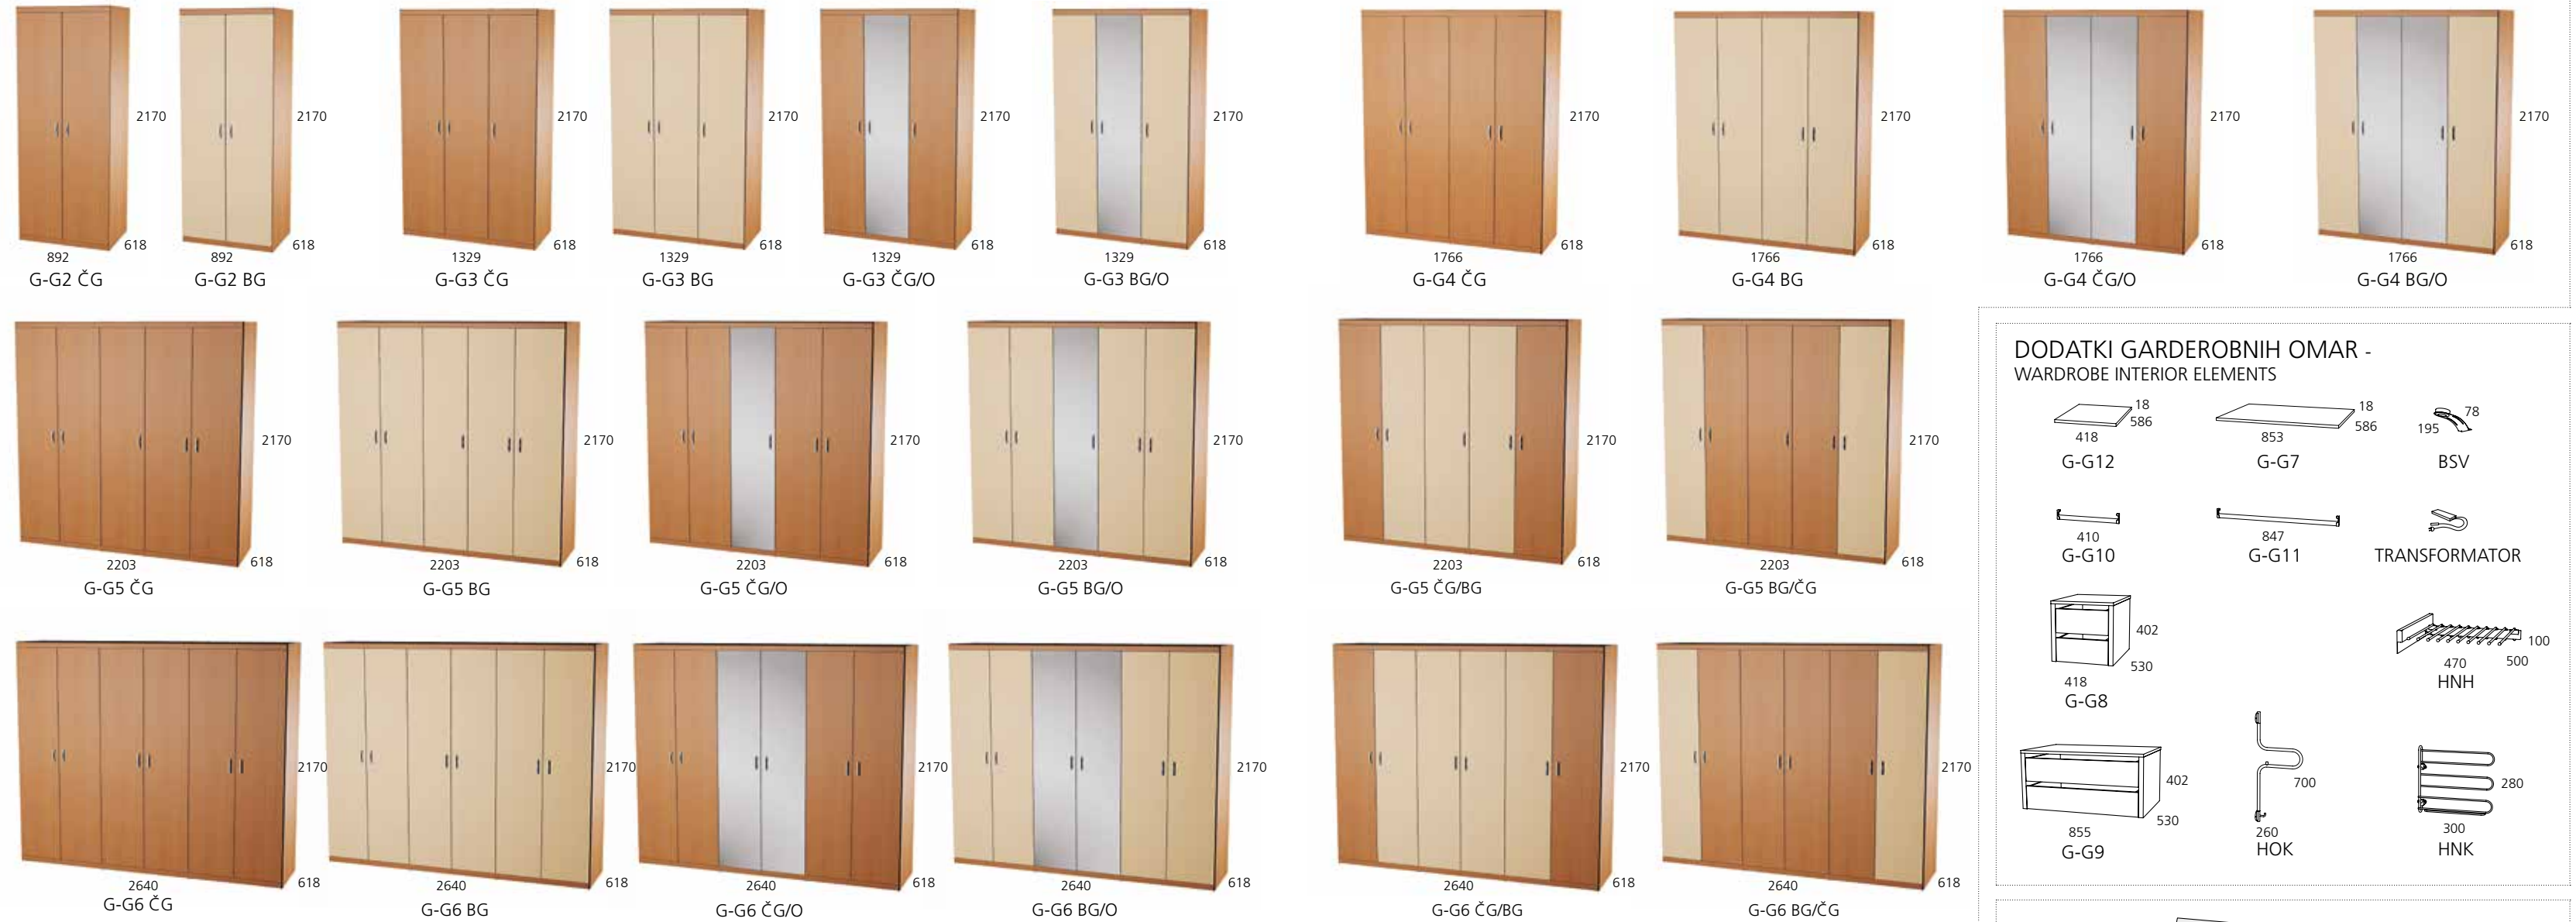 2170
618
892
G-G2 ČG
2170
618
892
G-G2 BG
2170
618
1329
G-G3 ČG
2170
618
1329
G-G3 BG
2170
618
1329
G-G3 ČG/O
2170
618
1329
G-G3 BG/O
2170
618
1766
G-G4 ČG
2170
618
1766
G-G4 BG
2170
618
1766
G-G4 ČG/O
2170
618
1766
G-G4 BG/O
2170
618
2203
G-G5 ČG
2170
618
2203
G-G5 BG
2170
618
2203
G-G5 ČG/O
2170
618
2203
G-G5 BG/O
2170
618
2203
G-G5 ČG/BG
2170
618
2203
G-G5 BG/ČG
2170
618
2640
G-G6 ČG
2170
618
2640
G-G6 BG
2170
618
2640
G-G6 ČG/O
2170
618
2640
G-G6 BG/O
2170
618
2640
G-G6 ČG/BG
2170
618
2640
G-G6 BG/ČG
DODATKI GARDEROBNIH OMAR -
WARDROBE INTERIOR ELEMENTS
18
586
418
G-G12
18
586
853
G-G7
78
195
BSV
410
G-G10
847
G-G11
TRANSFORMATOR
402
530
418
G-G8
100
500
470
HNH
402
530
855
G-G9
700
260
HOK
280
300
HNK